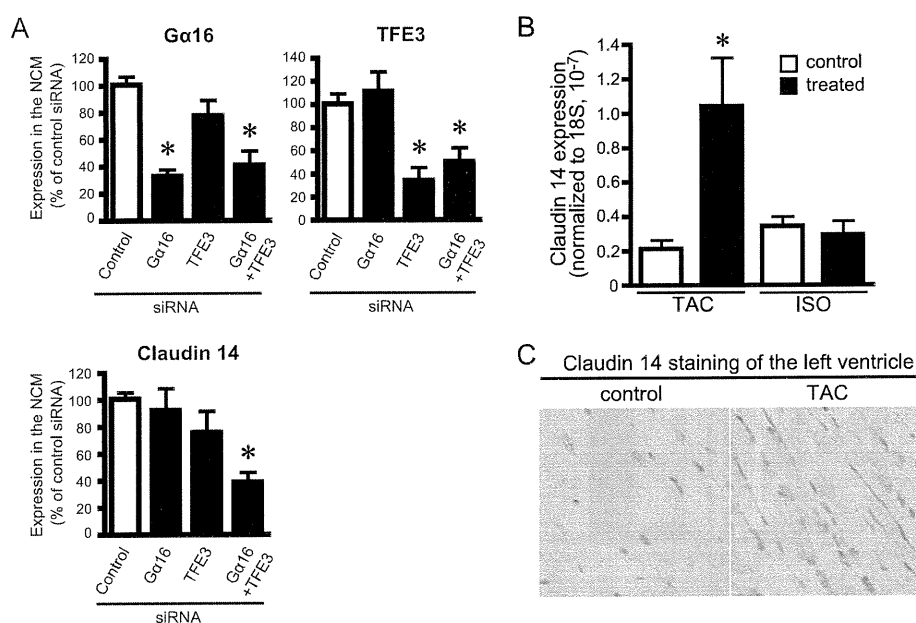 A
Gα16
Expression in the NCM
(% of control siRNA)
120
100
80
60
40
20
0
*
*
Control
Gα16
TFE3
Gα16
+TFE3
siRNA
TFE3
140
120
100
80
60
40
20
0
*
*
Control
Gα16
TFE3
Gα16
+TFE3
siRNA
Claudin 14
Expression in the NCM
(% of control siRNA)
120
100
80
60
40
20
0
*
Control
Gα16
TFE3
Gα16
+TFE3
siRNA
B
Claudin 14 expression
(normalized to 18S, 10-7)
1.4
1.2
1.0
0.8
0.6
0.4
0.2
0
*
control
treated
TAC
ISO
C
Claudin 14 staining of the left ventricle
control
TAC